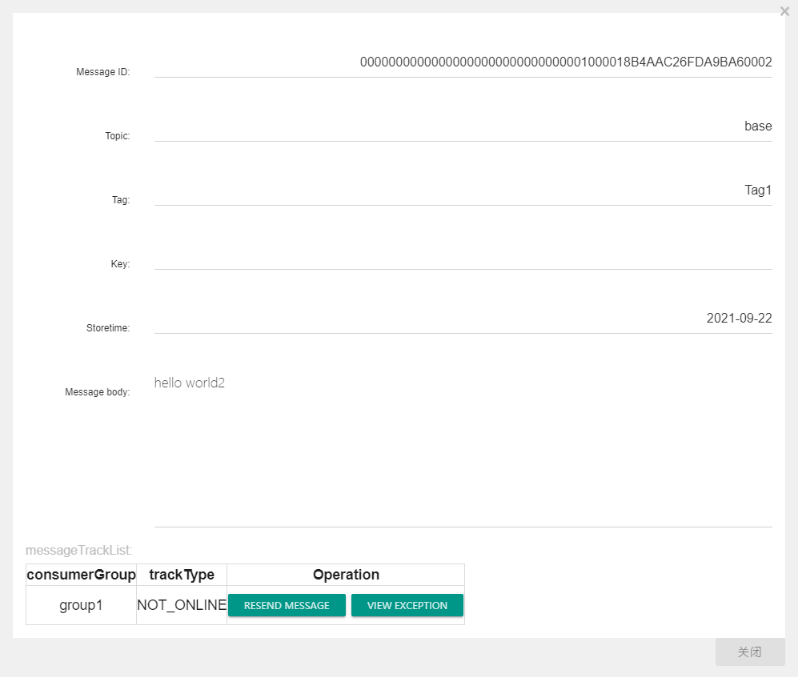 ×
Message ID: 00000000000000000000000000000001000018B4AAC26FDA9BA60002
Topic: base
Tag: Tag1
Key:
Storetime: 2021-09-22
Message body: hello world2
messageTrackList:
consumerGroup trackType Operation
group1 NOT_ONLINE RESEND MESSAGE VIEW EXCEPTION
关闭